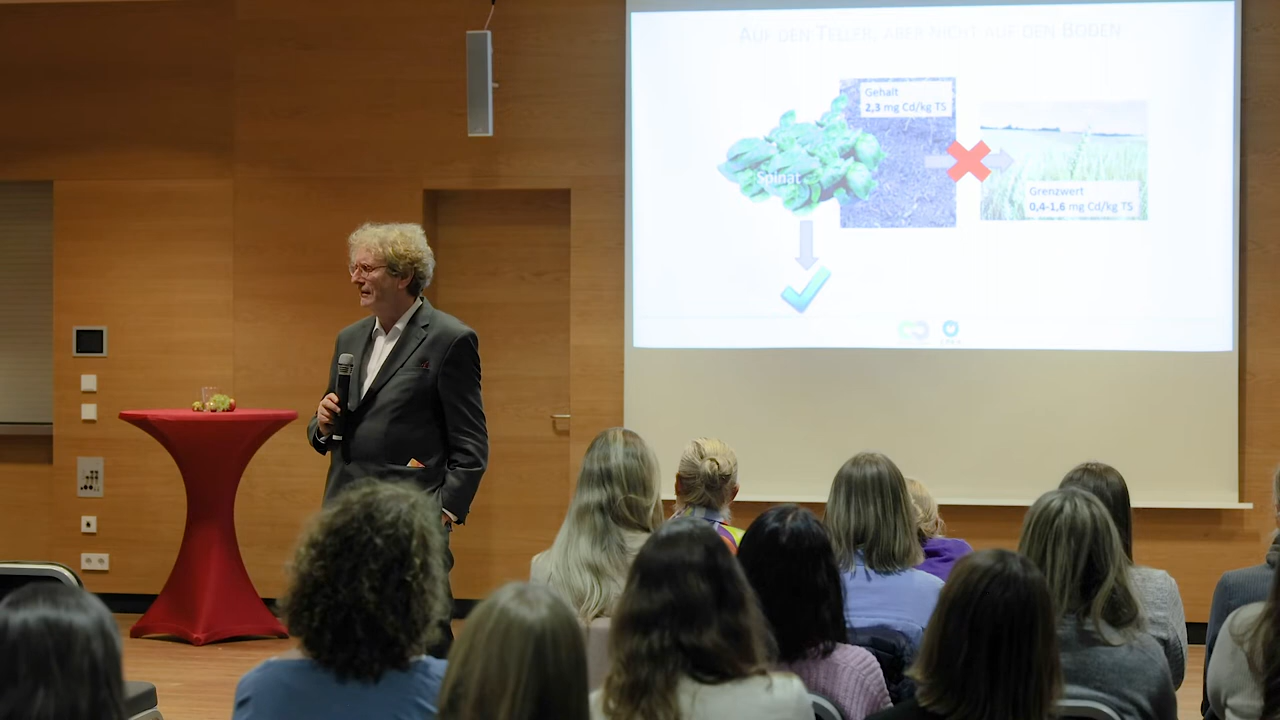 AUF DEN TELLER, ABER NICHT AUF DEN BODEN
Gehalt
2,3 mg Cd/kg TS
Spinat
Grenzwert
0,4-1,6 mg Cd/kg TS